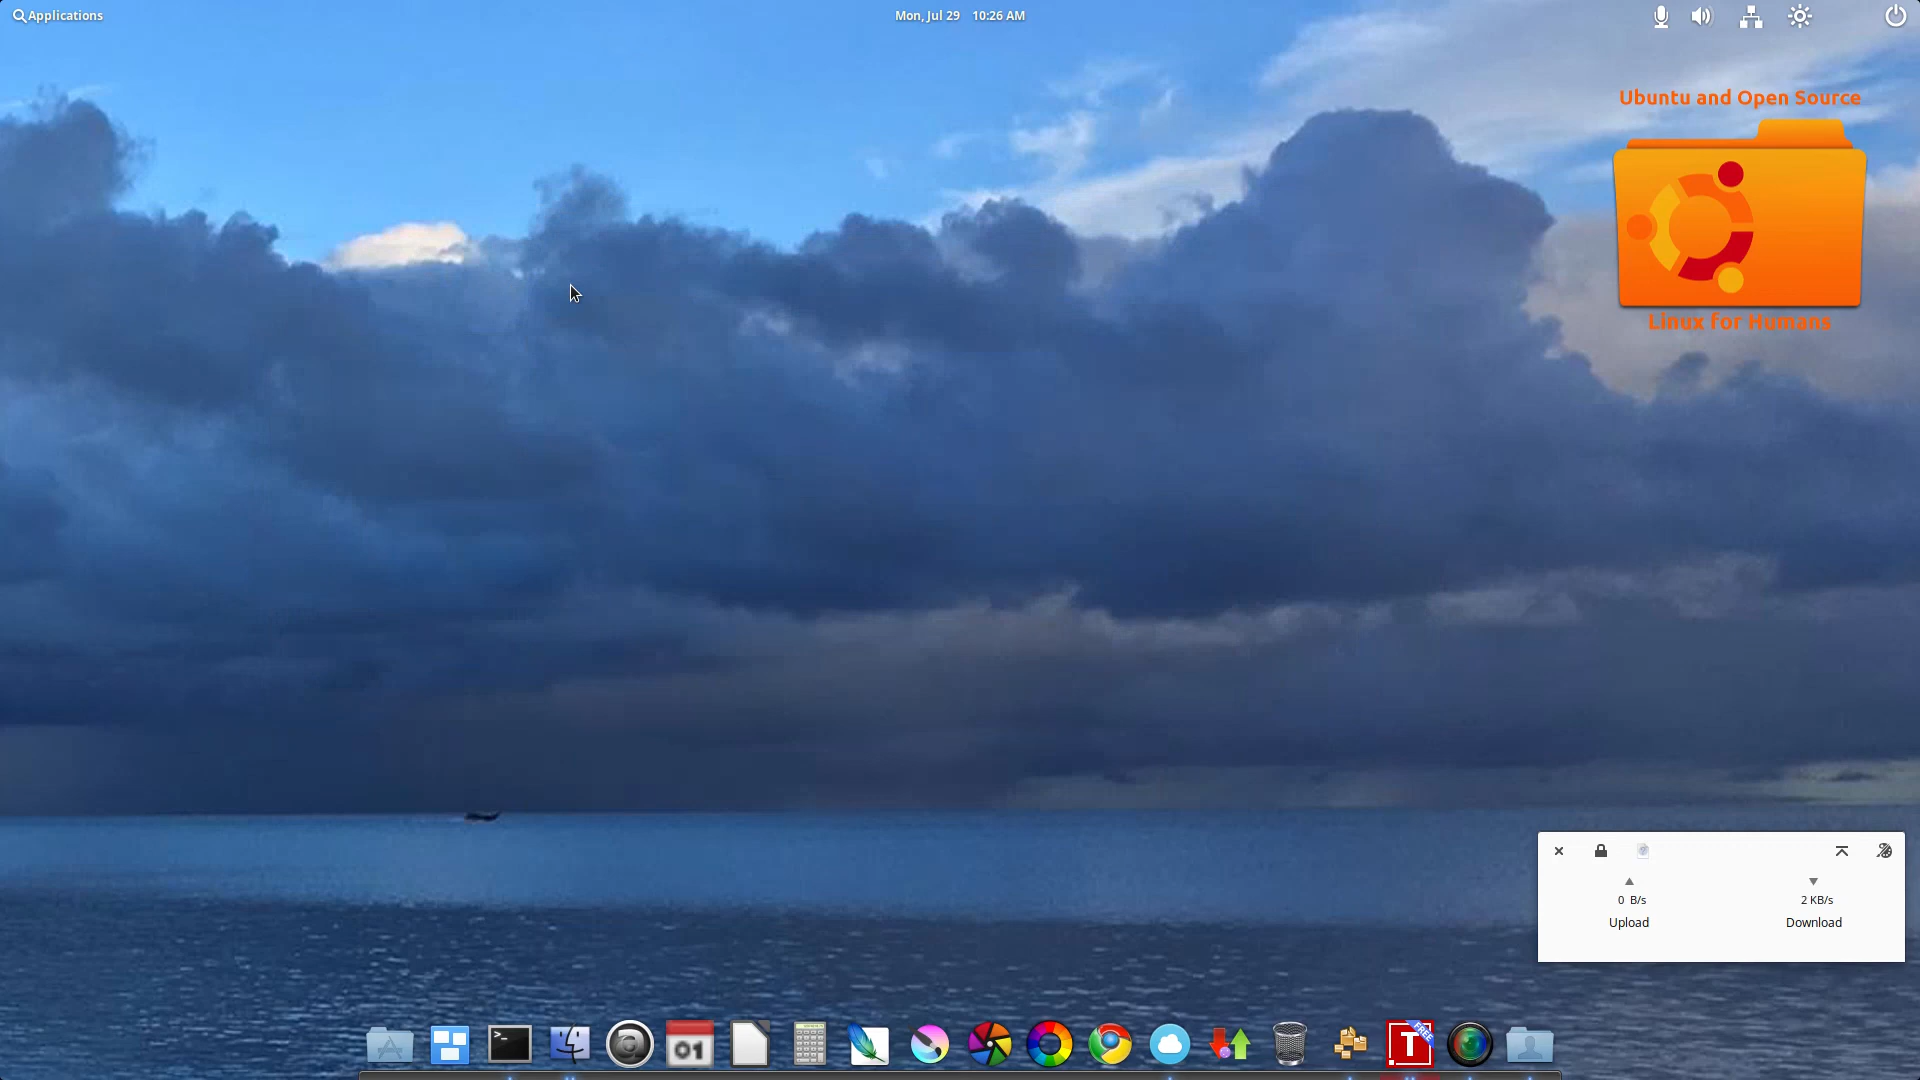 Applications
Mon, Jul 29 10:26 AM
Ubuntu and Open Source
Linux for Humans
0 B/s
2 KB/s
Upload
Download
>_
01
T
FREE